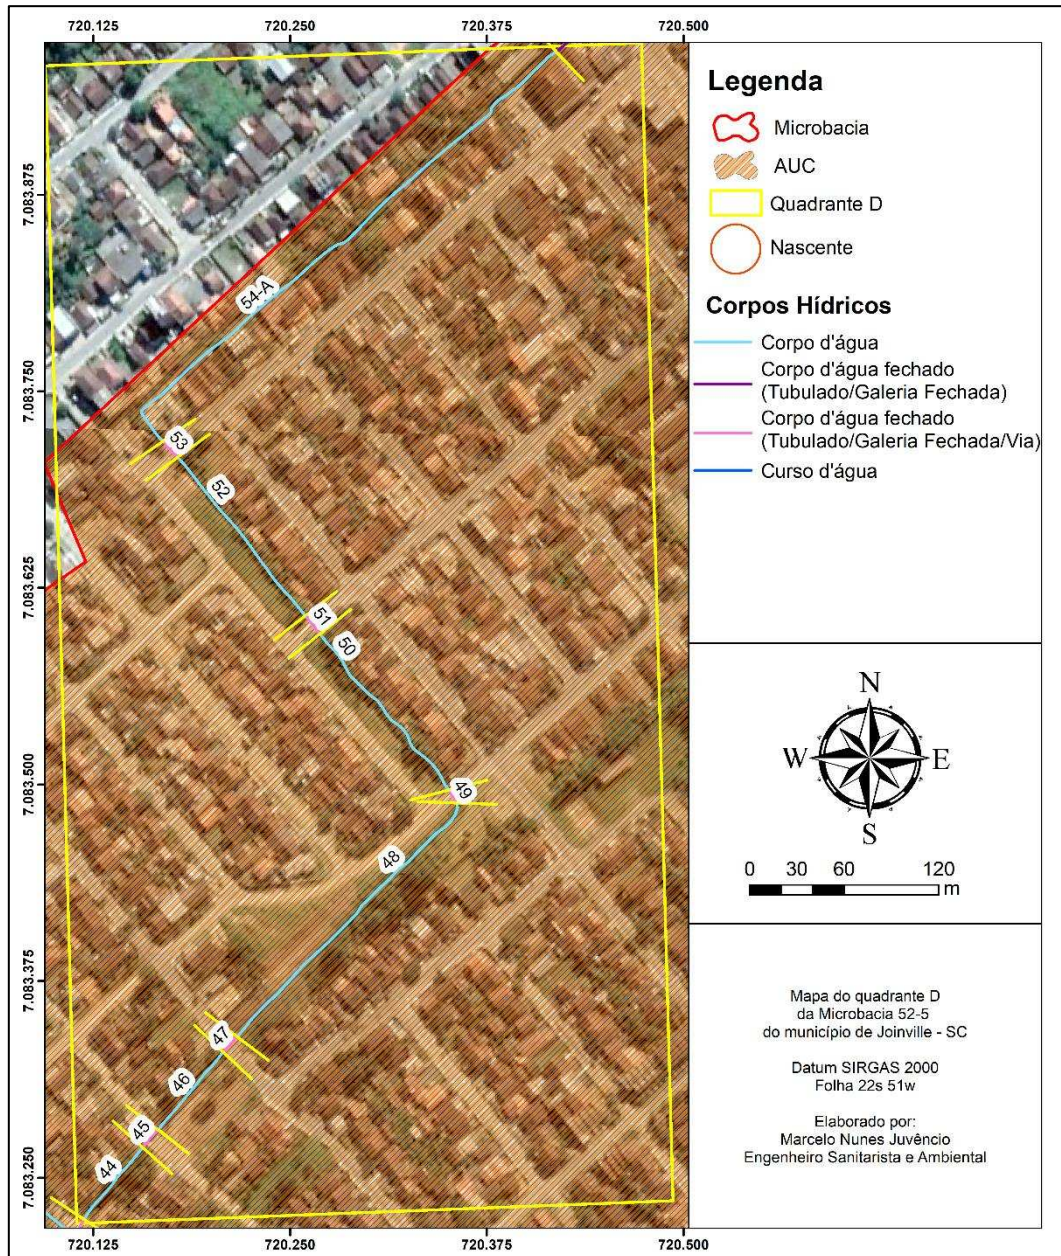 720.125 720.250 720.375 720.500
7.083.875
7.083.750
7.083.625
7.083.500
7.083.375
7.083.250
54-A
53
52
51
50
49
48
47
46
45
44
720.125 720.250 720.375 720.500
Legenda
Microbacia
AUC
Quadrante D
Nascente
Corpos Hídricos
Corpo d'água
Corpo d'água fechado
(Tubulado/Galeria Fechada)
Corpo d'água fechado
(Tubulado/Galeria Fechada/Via)
Curso d'água
N
W E
S
0 30 60 120
m
Mapa do quadrante D
da Microbacia 52-5
do município de Joinville - SC
Datum SIRGAS 2000
Folha 22s 51w
Elaborado por:
Marcelo Nunes Juvêncio
Engenheiro Sanitarista e Ambiental